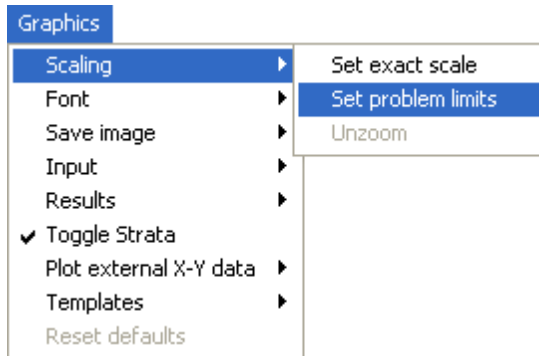 Graphics
Scaling
Set exact scale
Font
Set problem limits
Save image
Unzoom
Input
Results
Toggle Strata
Plot external X-Y data
Templates
Reset defaults